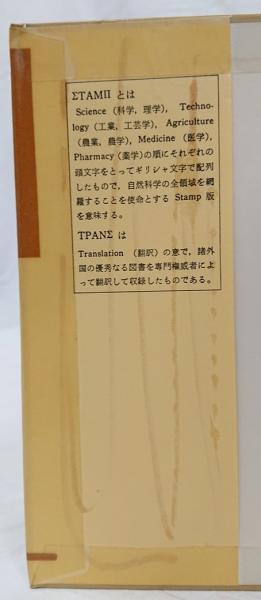 ΣTAMΠ とは
Science（科学，理学），Techno-
logy（工業，工芸学），Agriculture
（農業，農学），Medicine（医学），
Pharmacy（薬学）の順にそれぞれの
頭文字をとってギリシャ文字で配列
したもので，自然科学の全領域を網
羅することを使命とする Stamp 版
を意味する。
TPANΣ は
Translation（翻訳）の意で，諸外
国の優秀なる図書を専門権威者によ
って翻訳して収録したものである。